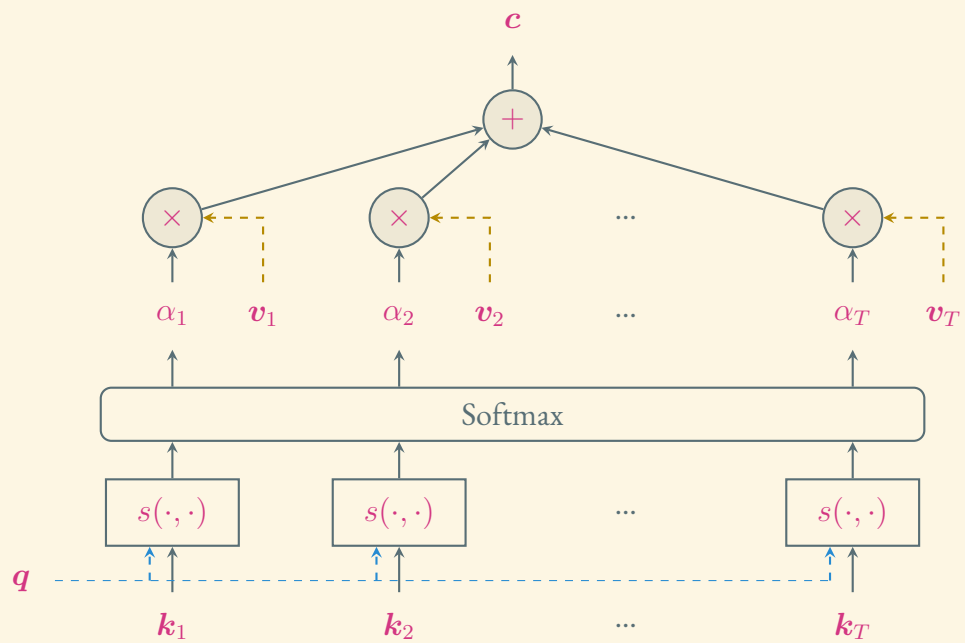 c
+
× × ... ×
α₁ v₁ α₂ v₂ ... α_T v_T
Softmax
s(·, ·) s(·, ·) ... s(·, ·)
q
k₁ k₂ ... k_T